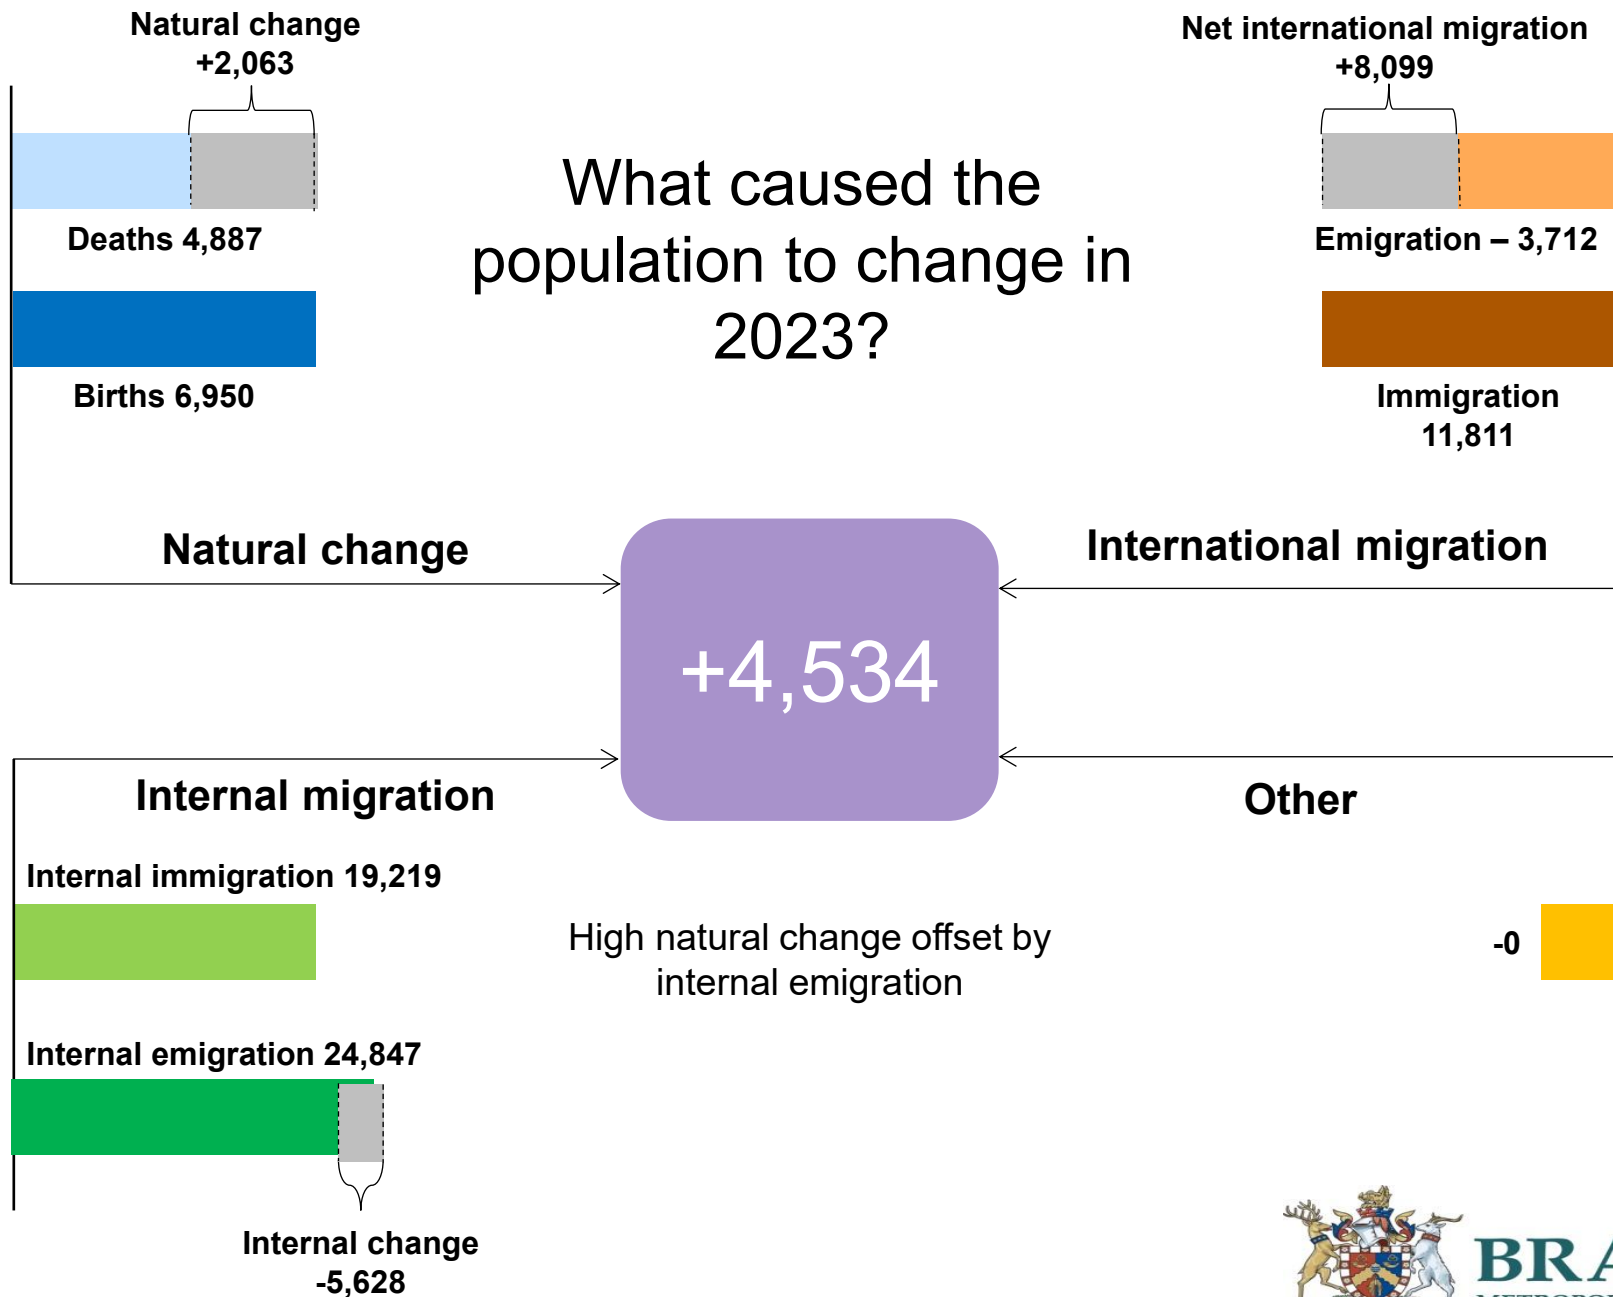 Natural change
+2,063
Deaths 4,887
Births 6,950
What caused the
population to change in
2023?
Net international migration
+8,099
Emigration – 3,712
Immigration
11,811
Natural change
International migration
+4,534
Internal migration
Other
Internal immigration 19,219
High natural change offset by
internal emigration
-0
Internal emigration 24,847
Internal change
-5,628
BRA